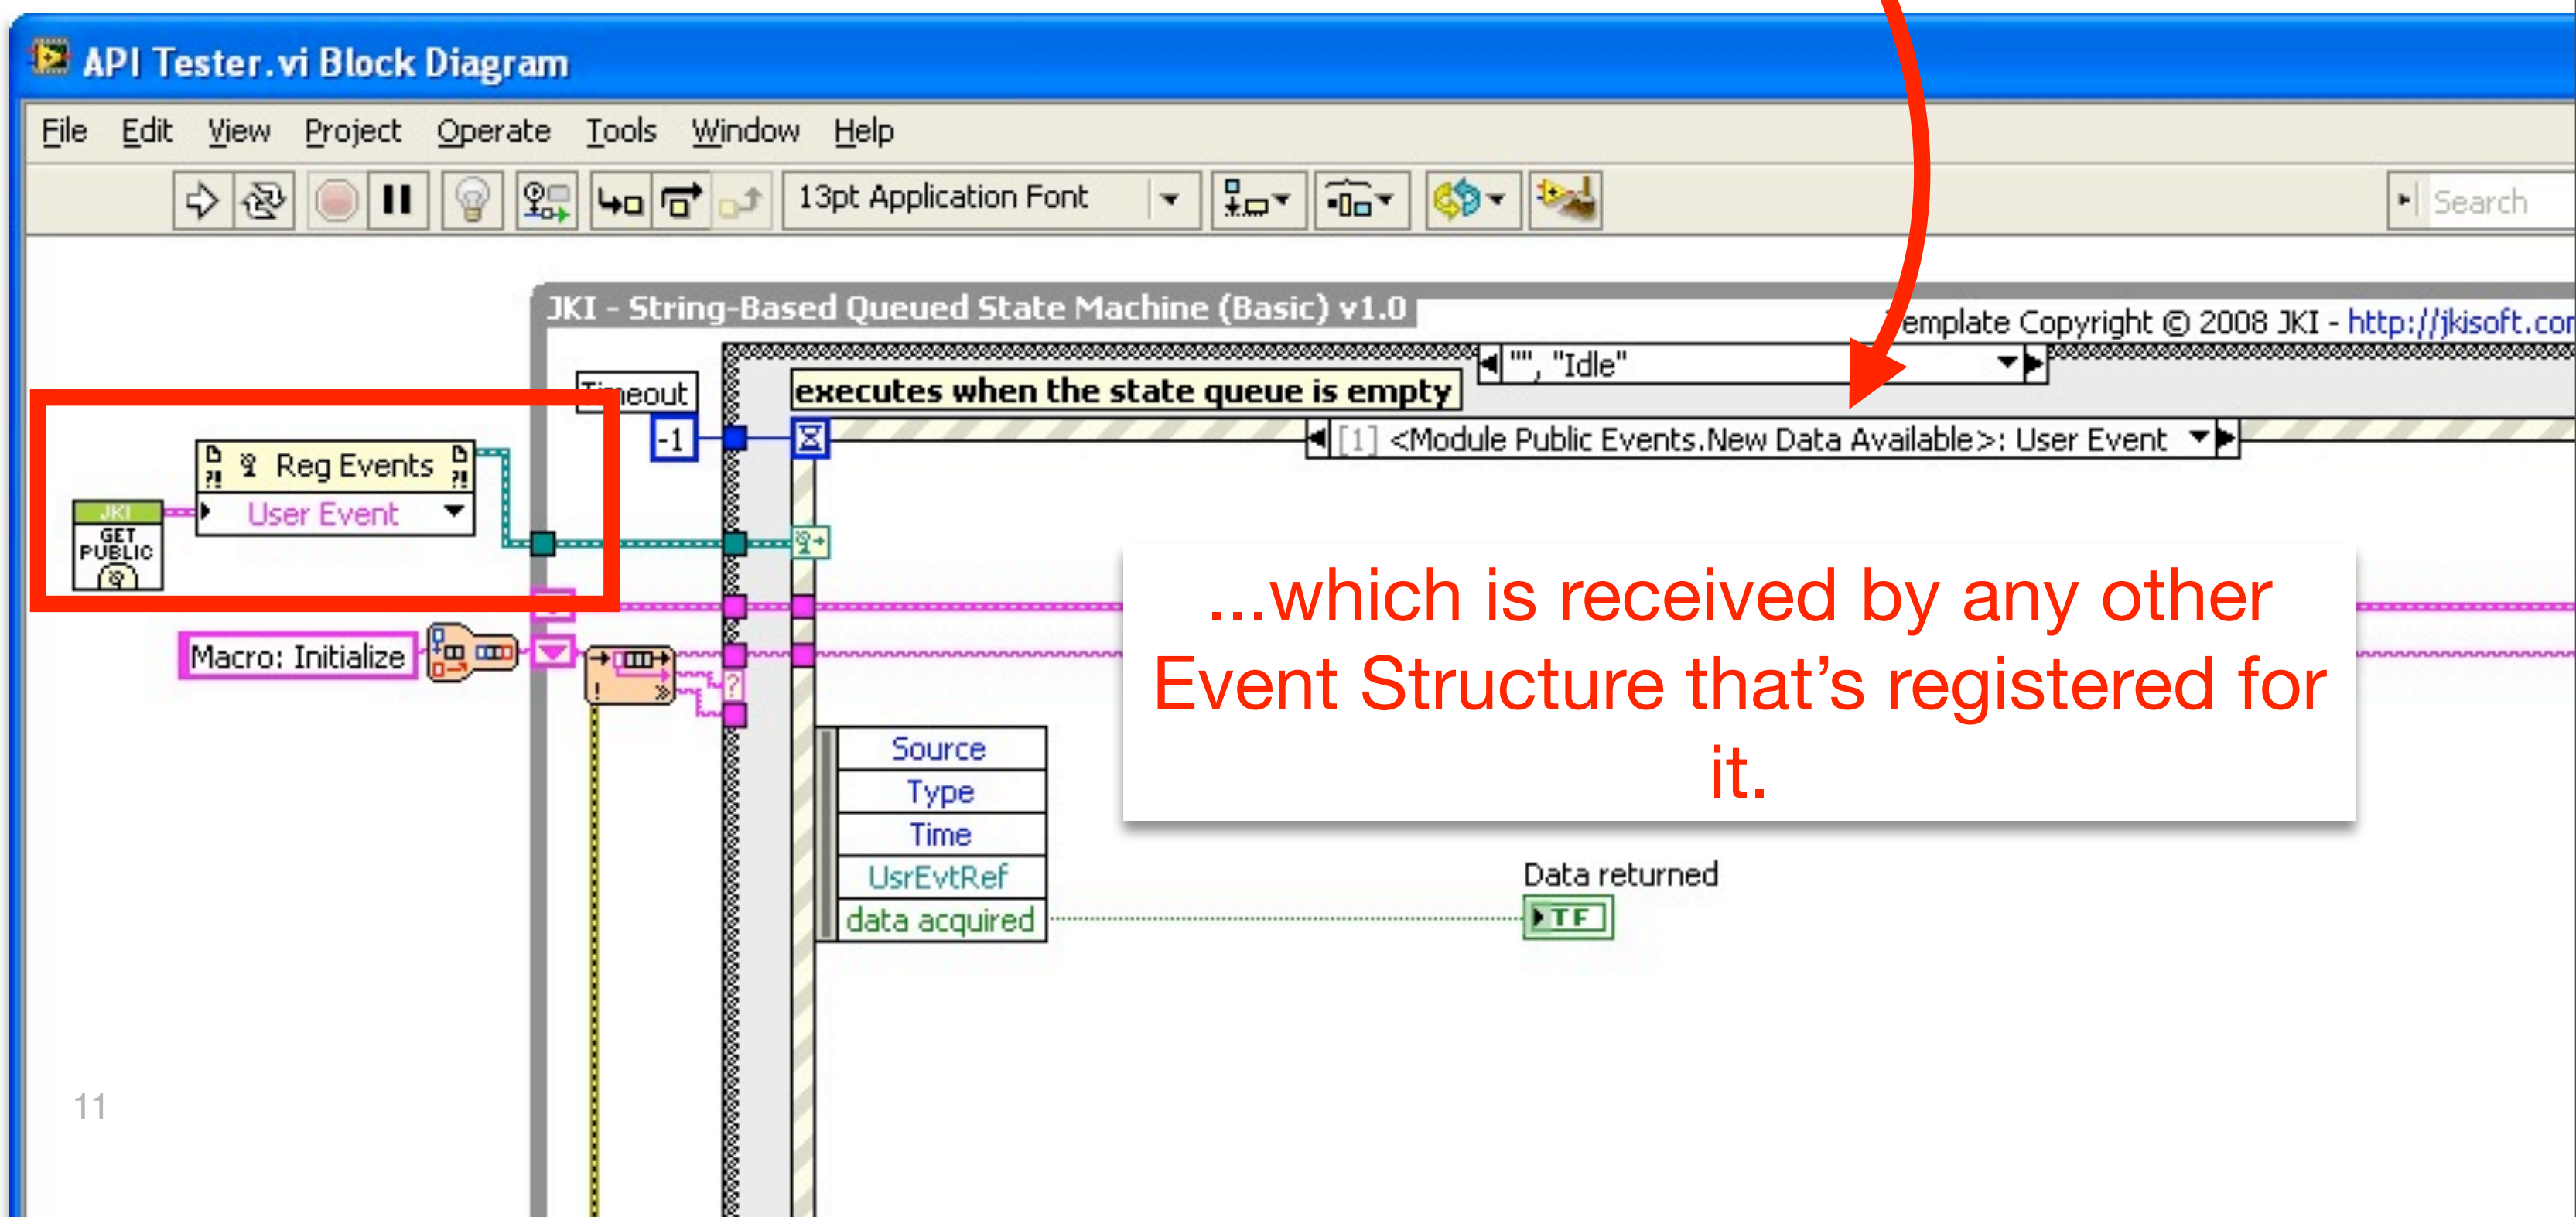 API Tester.vi Block Diagram
File Edit View Project Operate Tools Window Help
13pt Application Font
Search
JKI - String-Based Queued State Machine (Basic) v1.0
emplate Copyright © 2008 JKI - http://jkisoft.cor
"", "Idle"
Timeout
executes when the state queue is empty
-1
[1] <Module Public Events.New Data Available>: User Event
Reg Events
User Event
JKI
GET
PUBLIC
...which is received by any other
Event Structure that's registered for
it.
Macro: Initialize
?
!
Source
Type
Time
UsrEvtRef
data acquired
Data returned
TF
11